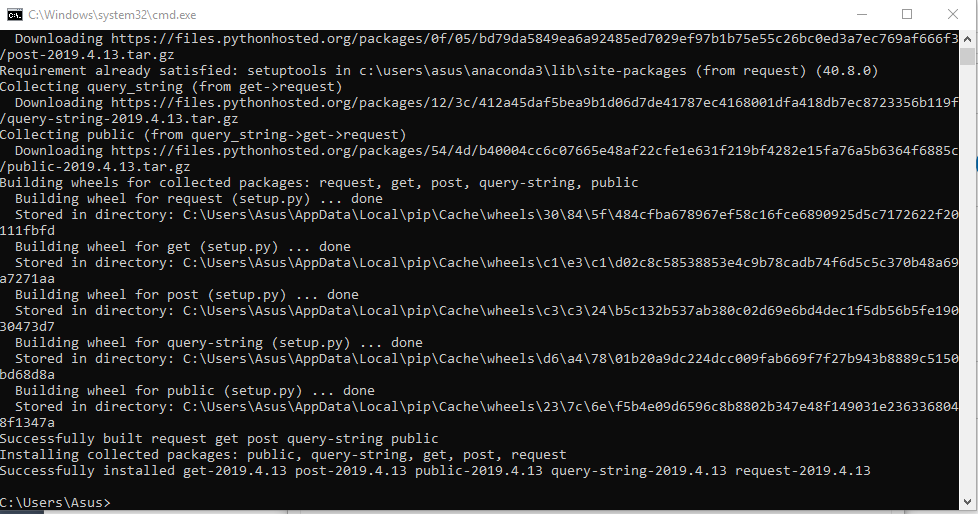 C:\Windows\system32\cmd.exe
  Downloading https://files.pythonhosted.org/packages/0f/05/bd79da5849ea6a92485ed7029ef97b1b75e55c26bc0ed3a7ec769af666f3
/post-2019.4.13.tar.gz
Requirement already satisfied: setuptools in c:\users\asus\anaconda3\lib\site-packages (from request) (40.8.0)
Collecting query_string (from get->request)
  Downloading https://files.pythonhosted.org/packages/12/3c/412a45daf5bea9b1d06d7de41787ec4168001dfa418db7ec8723356b119f
/query-string-2019.4.13.tar.gz
Collecting public (from query_string->get->request)
  Downloading https://files.pythonhosted.org/packages/54/4d/b40004cc6c07665e48af22cfe1e631f219bf4282e15fa76a5b6364f6885c
/public-2019.4.13.tar.gz
Building wheels for collected packages: request, get, post, query-string, public
  Building wheel for request (setup.py) ... done
  Stored in directory: C:\Users\Asus\AppData\Local\pip\Cache\wheels\30\84\5f\484cfba678967ef58c16fce6890925d5c7172622f20
111fbfd
  Building wheel for get (setup.py) ... done
  Stored in directory: C:\Users\Asus\AppData\Local\pip\Cache\wheels\c1\e3\c1\d02c8c58538853e4c9b78cadb74f6d5c5c370b48a69
a7271aa
  Building wheel for post (setup.py) ... done
  Stored in directory: C:\Users\Asus\AppData\Local\pip\Cache\wheels\c3\c3\24\b5c132b537ab380c02d69e6bd4dec1f5db56b5fe190
30473d7
  Building wheel for query-string (setup.py) ... done
  Stored in directory: C:\Users\Asus\AppData\Local\pip\Cache\wheels\d6\a4\78\01b20a9dc224dcc009fab669f7f27b943b8889c5150
bd68d8a
  Building wheel for public (setup.py) ... done
  Stored in directory: C:\Users\Asus\AppData\Local\pip\Cache\wheels\23\7c\6e\f5b4e09d6596c8b8802b347e48f149031e236336804
8f1347a
Successfully built request get post query-string public
Installing collected packages: public, query-string, get, post, request
Successfully installed get-2019.4.13 post-2019.4.13 public-2019.4.13 query-string-2019.4.13 request-2019.4.13
C:\Users\Asus>